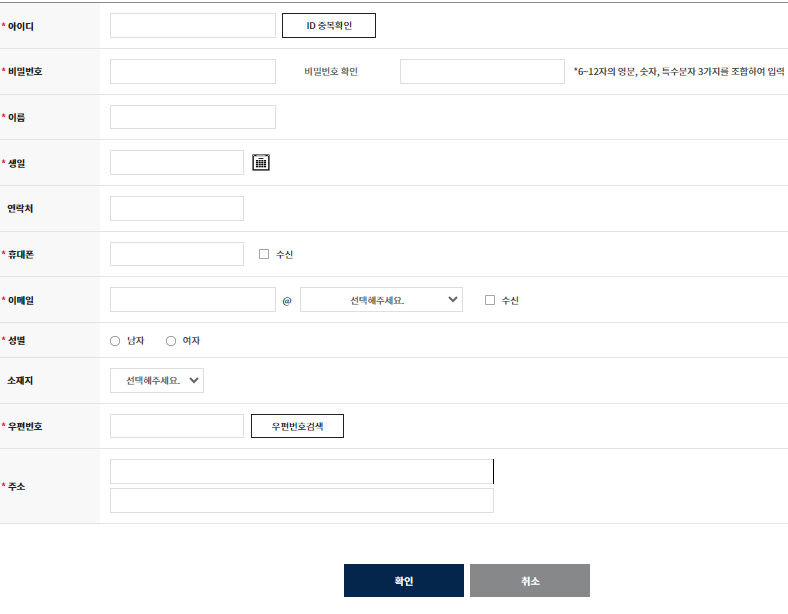 * 아이디 ID 중복확인
* 비밀번호 비밀번호 확인 *6~12자의 영문, 숫자, 특수문자 3가지를 조합하여 입력
* 이름
* 생일
연락처
* 휴대폰 수신
* 이메일 @ 선택해주세요. 수신
* 성별 남자 여자
소재지 선택해주세요.
* 우편번호 우편번호검색
* 주소
확인 취소